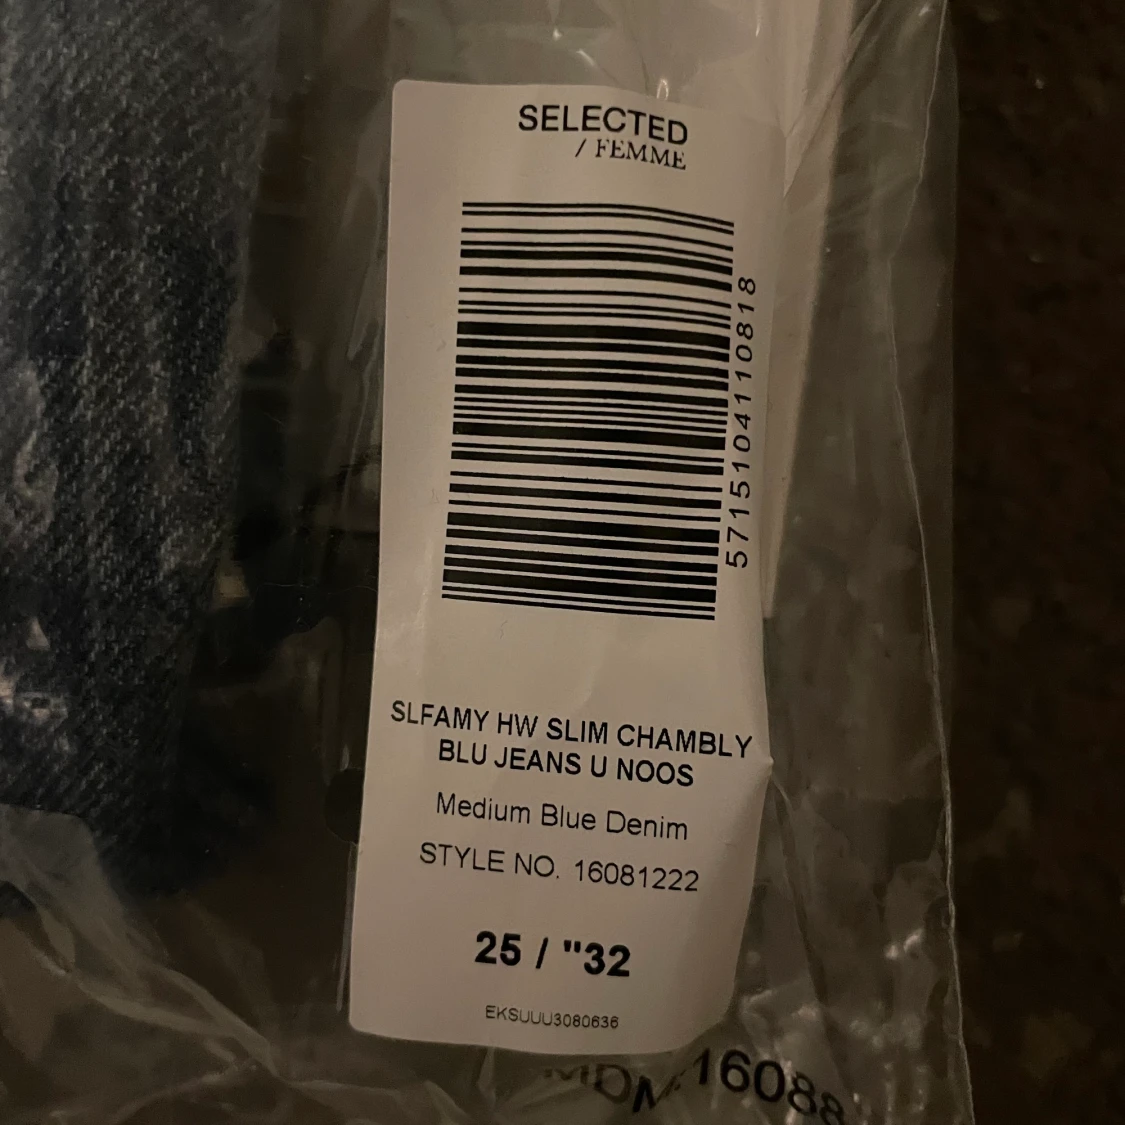 SELECTED
/ FEMME
5715104110818
SLFAMY HW SLIM CHAMBLY
BLU JEANS U NOOS
Medium Blue Denim
STYLE NO. 16081222
25 / "32
EKSUUU3080636